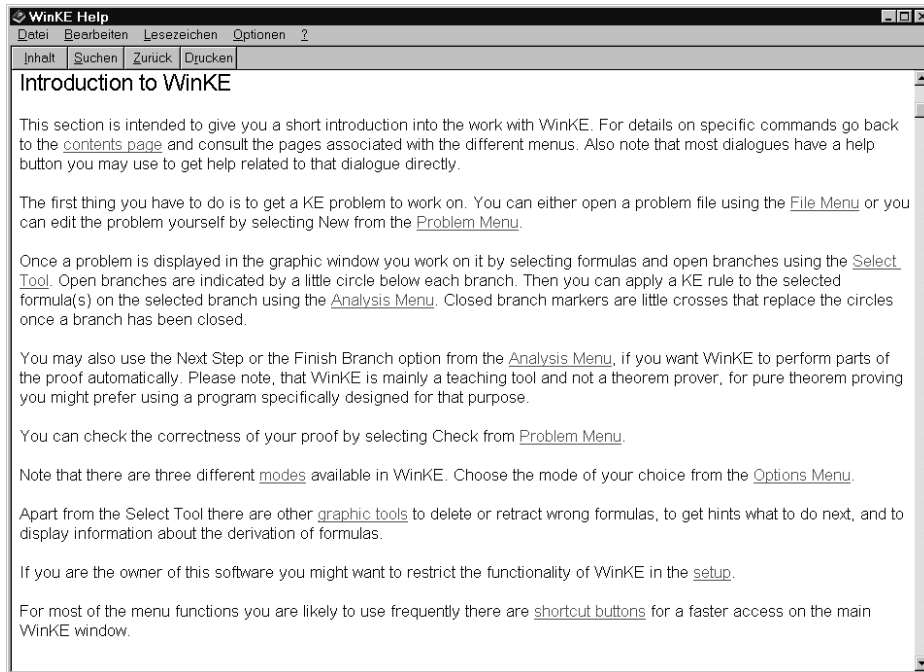 WinKE Help
Datei Bearbeiten Lesezeichen Optionen ?
Inhalt Suchen Zurück Drucken
Introduction to WinKE
This section is intended to give you a short introduction into the work with WinKE. For details on specific commands go back
to the contents page and consult the pages associated with the different menus. Also note that most dialogues have a help
button you may use to get help related to that dialogue directly.
The first thing you have to do is to get a KE problem to work on. You can either open a problem file using the File Menu or you
can edit the problem yourself by selecting New from the Problem Menu.
Once a problem is displayed in the graphic window you work on it by selecting formulas and open branches using the Select
Tool. Open branches are indicated by a little circle below each branch. Then you can apply a KE rule to the selected
formula(s) on the selected branch using the Analysis Menu. Closed branch markers are little crosses that replace the circles
once a branch has been closed.
You may also use the Next Step or the Finish Branch option from the Analysis Menu, if you want WinKE to perform parts of
the proof automatically. Please note, that WinKE is mainly a teaching tool and not a theorem prover, for pure theorem proving
you might prefer using a program specifically designed for that purpose.
You can check the correctness of your proof by selecting Check from Problem Menu.
Note that there are three different modes available in WinKE. Choose the mode of your choice from the Options Menu.
Apart from the Select Tool there are other graphic tools to delete or retract wrong formulas, to get hints what to do next, and to
display information about the derivation of formulas.
If you are the owner of this software you might want to restrict the functionality of WinKE in the setup.
For most of the menu functions you are likely to use frequently there are shortcut buttons for a faster access on the main
WinKE window.